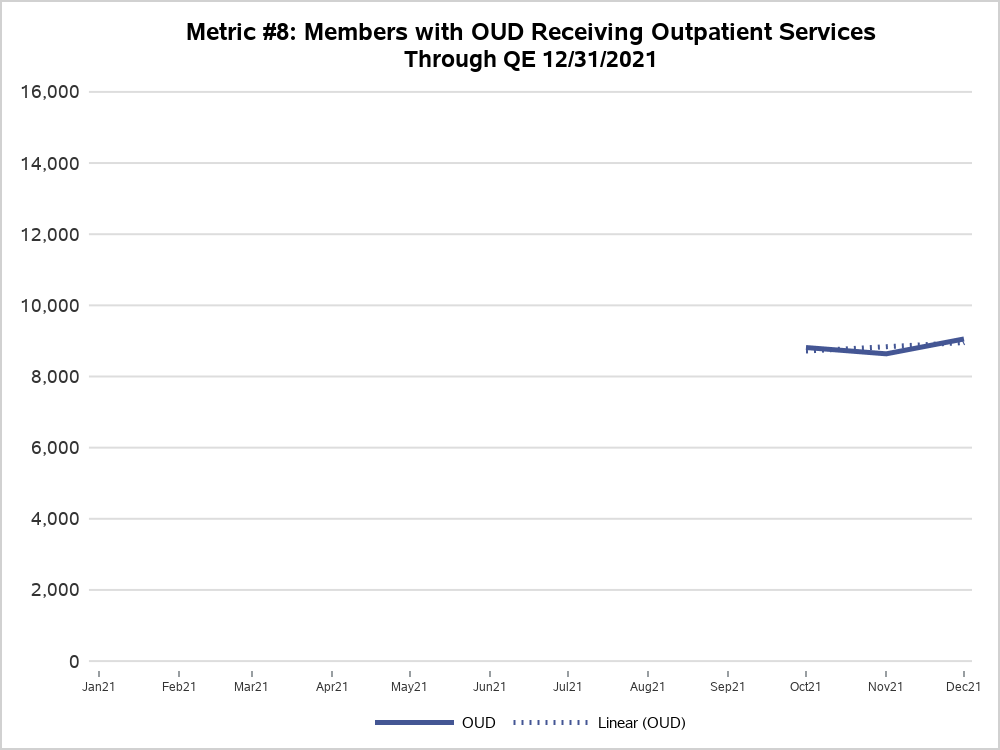 Metric #8: Members with OUD Receiving Outpatient Services
Through QE 12/31/2021
16,000
14,000
12,000
10,000
8,000
6,000
4,000
2,000
0
Jan21 Feb21 Mar21 Apr21 May21 Jun21 Jul21 Aug21 Sep21 Oct21 Nov21 Dec21
OUD Linear (OUD)